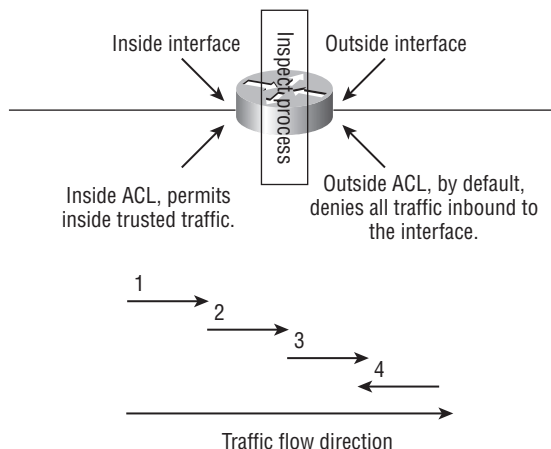 Inside interface
Outside interface
Inspect process
Inside ACL, permits
inside trusted traffic.
Outside ACL, by default,
denies all traffic inbound to
the interface.
1
2
3
4
Traffic flow direction